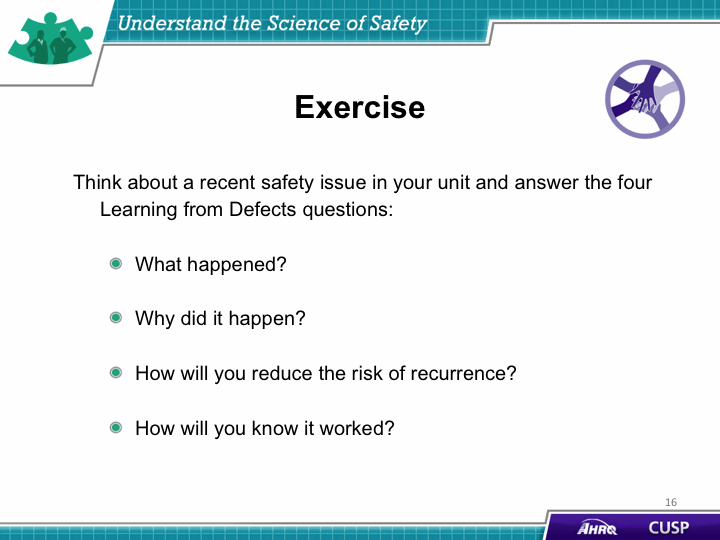 Understand the Science of Safety
Exercise
Think about a recent safety issue in your unit and answer the four
Learning from Defects questions:
What happened?
Why did it happen?
How will you reduce the risk of recurrence?
How will you know it worked?
16
AHRQ
CUSP